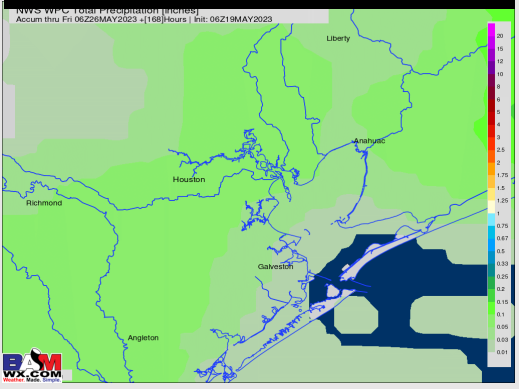 NWS WPC Total Precipitation [inches]
Accum thru Fri 06Z26MAY2023 +[168]Hours | Init: 06Z19MAY2023
Liberty
Anahuac
Houston
Richmond
Galveston
Angleton
20
15
12
10
8
6
5
4
3
2.5
2
1.75
1.5
1.25
1
0.75
0.67
0.5
0.33
0.25
0.2
0.15
0.1
0.05
0.03
0.01
BAM
WX.COM
Weather. Made. Simple.